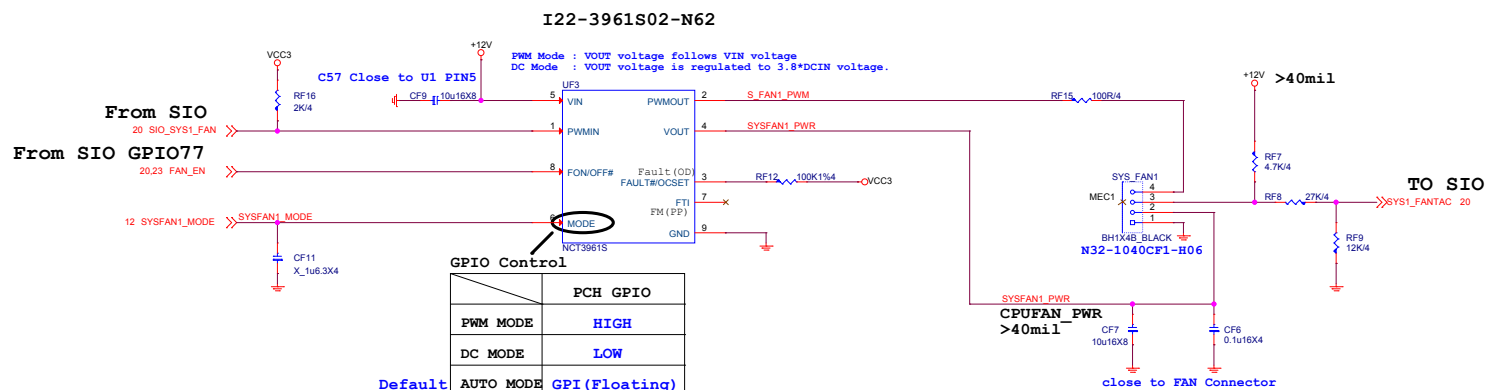 I22-3961S02-N62
PWM Mode : VOUT voltage follows VIN voltage
DC Mode : VOUT voltage is regulated to 3.8*DCIN voltage.
C57 Close to U1 PIN5
VCC3
RF16
2K/4
+12V
CF9
10u16X8
UF3
From SIO
20 SIO_SYS1_FAN
From SIO GPIO77
20,23 FAN_EN
12 SYSFAN1_MODE
SYSFAN1_MODE
CF11
X_1u6.3X4
5
VIN
1
PWMIN
8
FON/OFF#
6
MODE
PWMOUT
2
VOUT
4
Fault(OD)
FAULT#/OCSET
3
FTI
7
FM(PP)
GND
9
NCT3961S
S_FAN1_PWM
SYSFAN1_PWR
RF12
100K1%4
VCC3
RF15
100R/4
+12V
>40mil
RF7
4.7K/4
SYS_FAN1
MEC1
4
3
2
1
BH1X4B_BLACK
N32-1040CF1-H06
RF8
27K/4
TO SIO
SYS1_FANTAC 20
RF9
12K/4
SYSFAN1_PWR
CPUFAN_PWR
>40mil
CF7
10u16X8
CF6
0.1u16X4
close to FAN Connector
GPIO Control
PCH GPIO
PWM MODE HIGH
DC MODE LOW
Default AUTO MODE GPI(Floating)